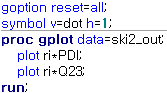 goption reset=all;
symbol v=dot h=1;
proc gplot data=ski2_out;
plot ri*PDI;
plot ri*Q23;
run;